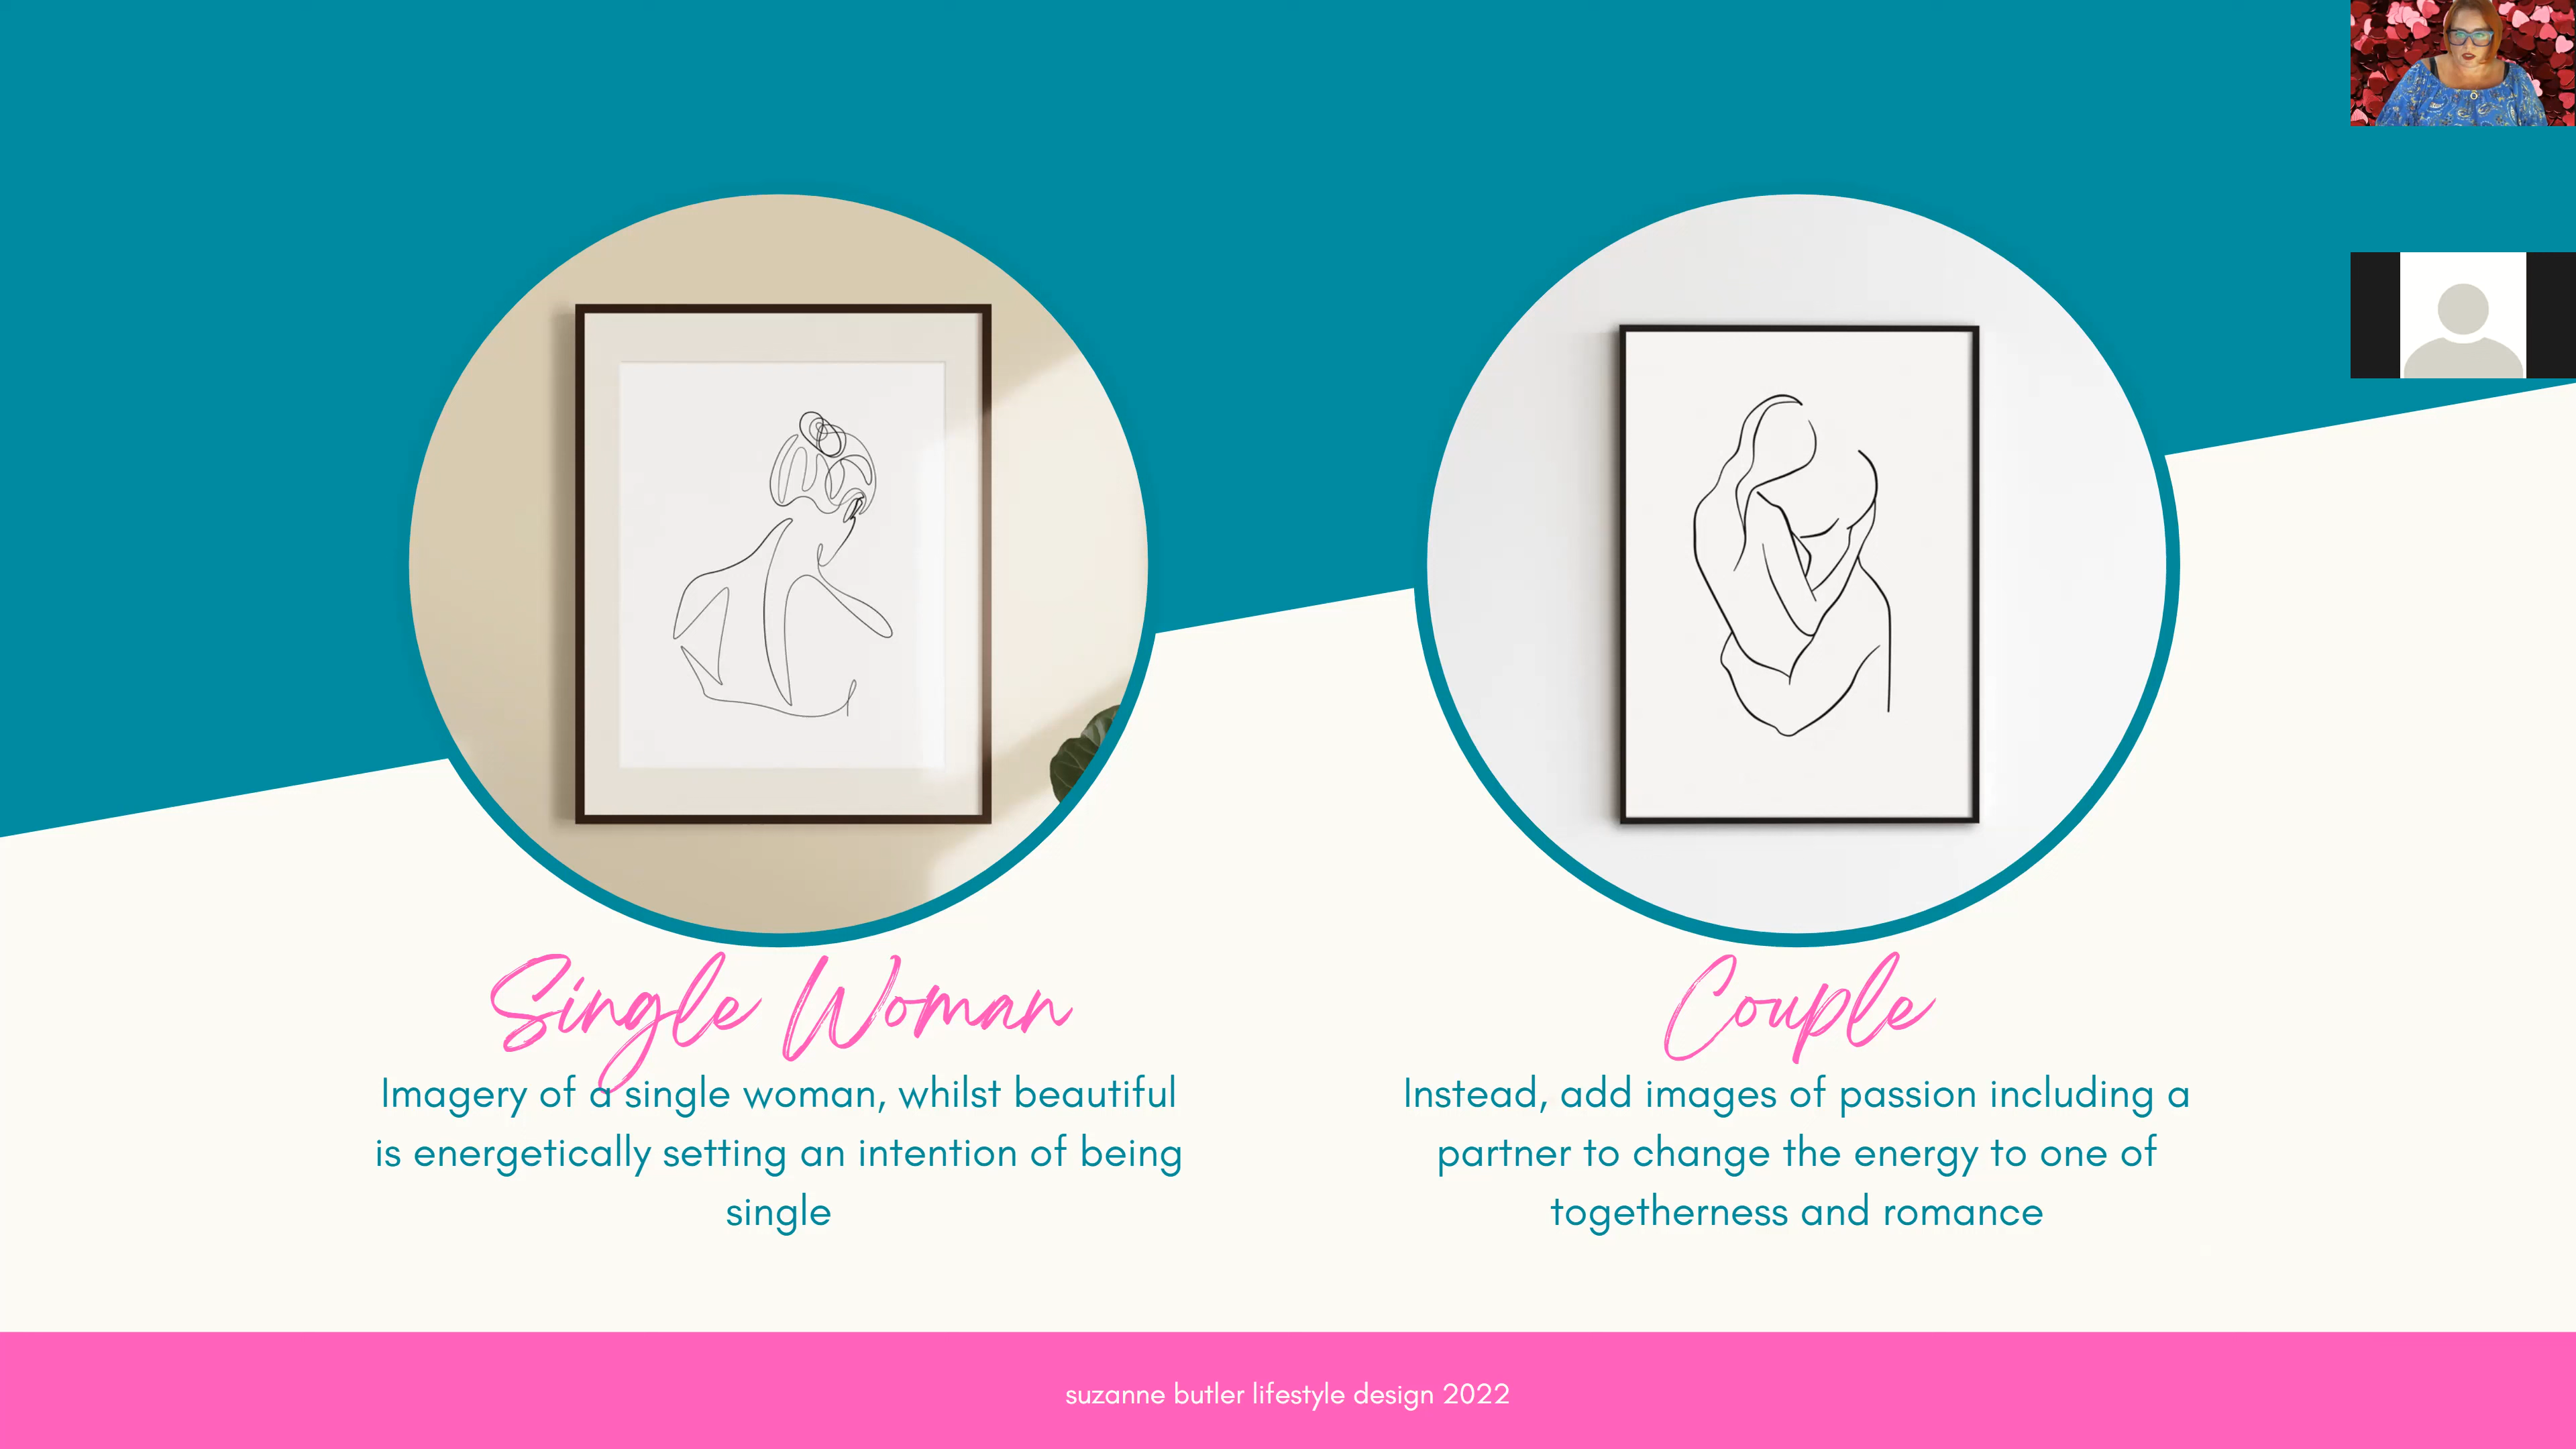 Single Woman
Imagery of a single woman, whilst beautiful
is energetically setting an intention of being
single
Couple
Instead, add images of passion including a
partner to change the energy to one of
togetherness and romance
suzanne butler lifestyle design 2022